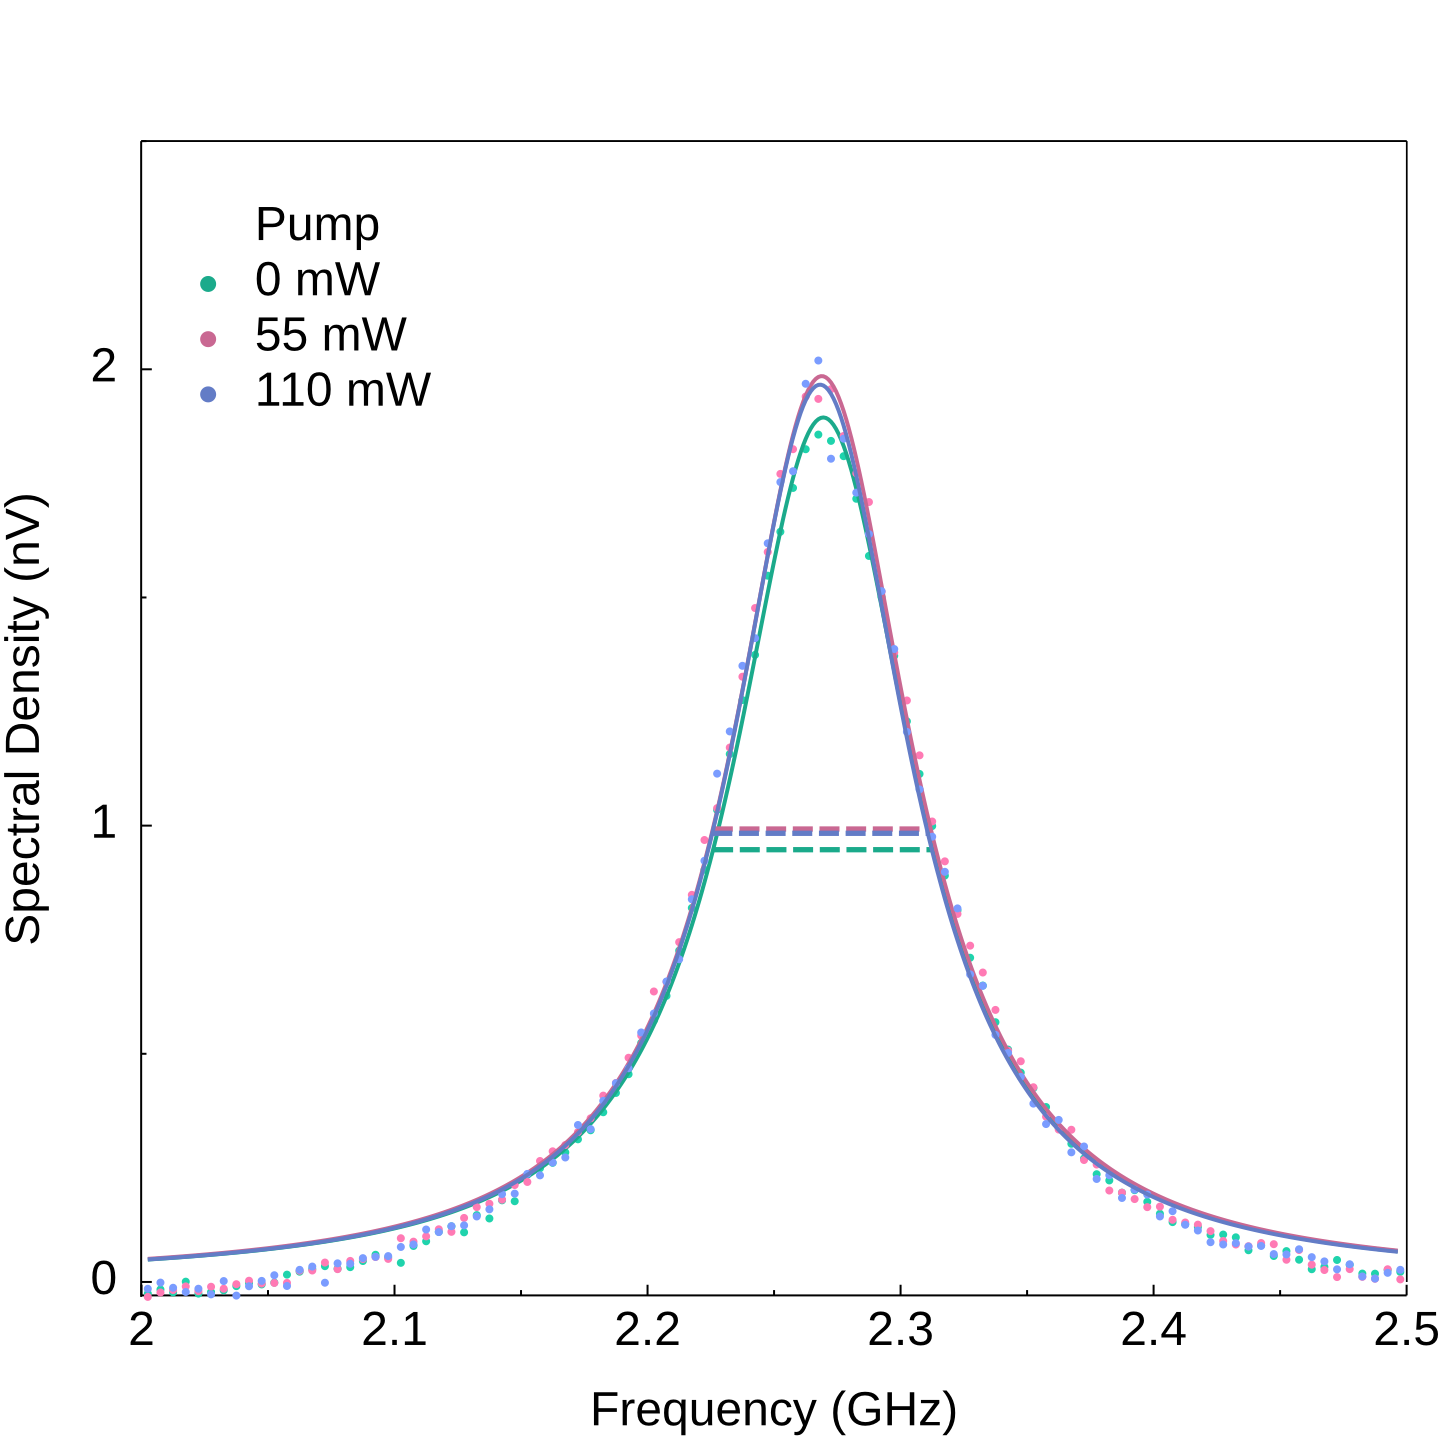 Pump
0 mW
55 mW
110 mW
Spectral Density (nV)
2
1
0
2 2.1 2.2 2.3 2.4 2.5
Frequency (GHz)